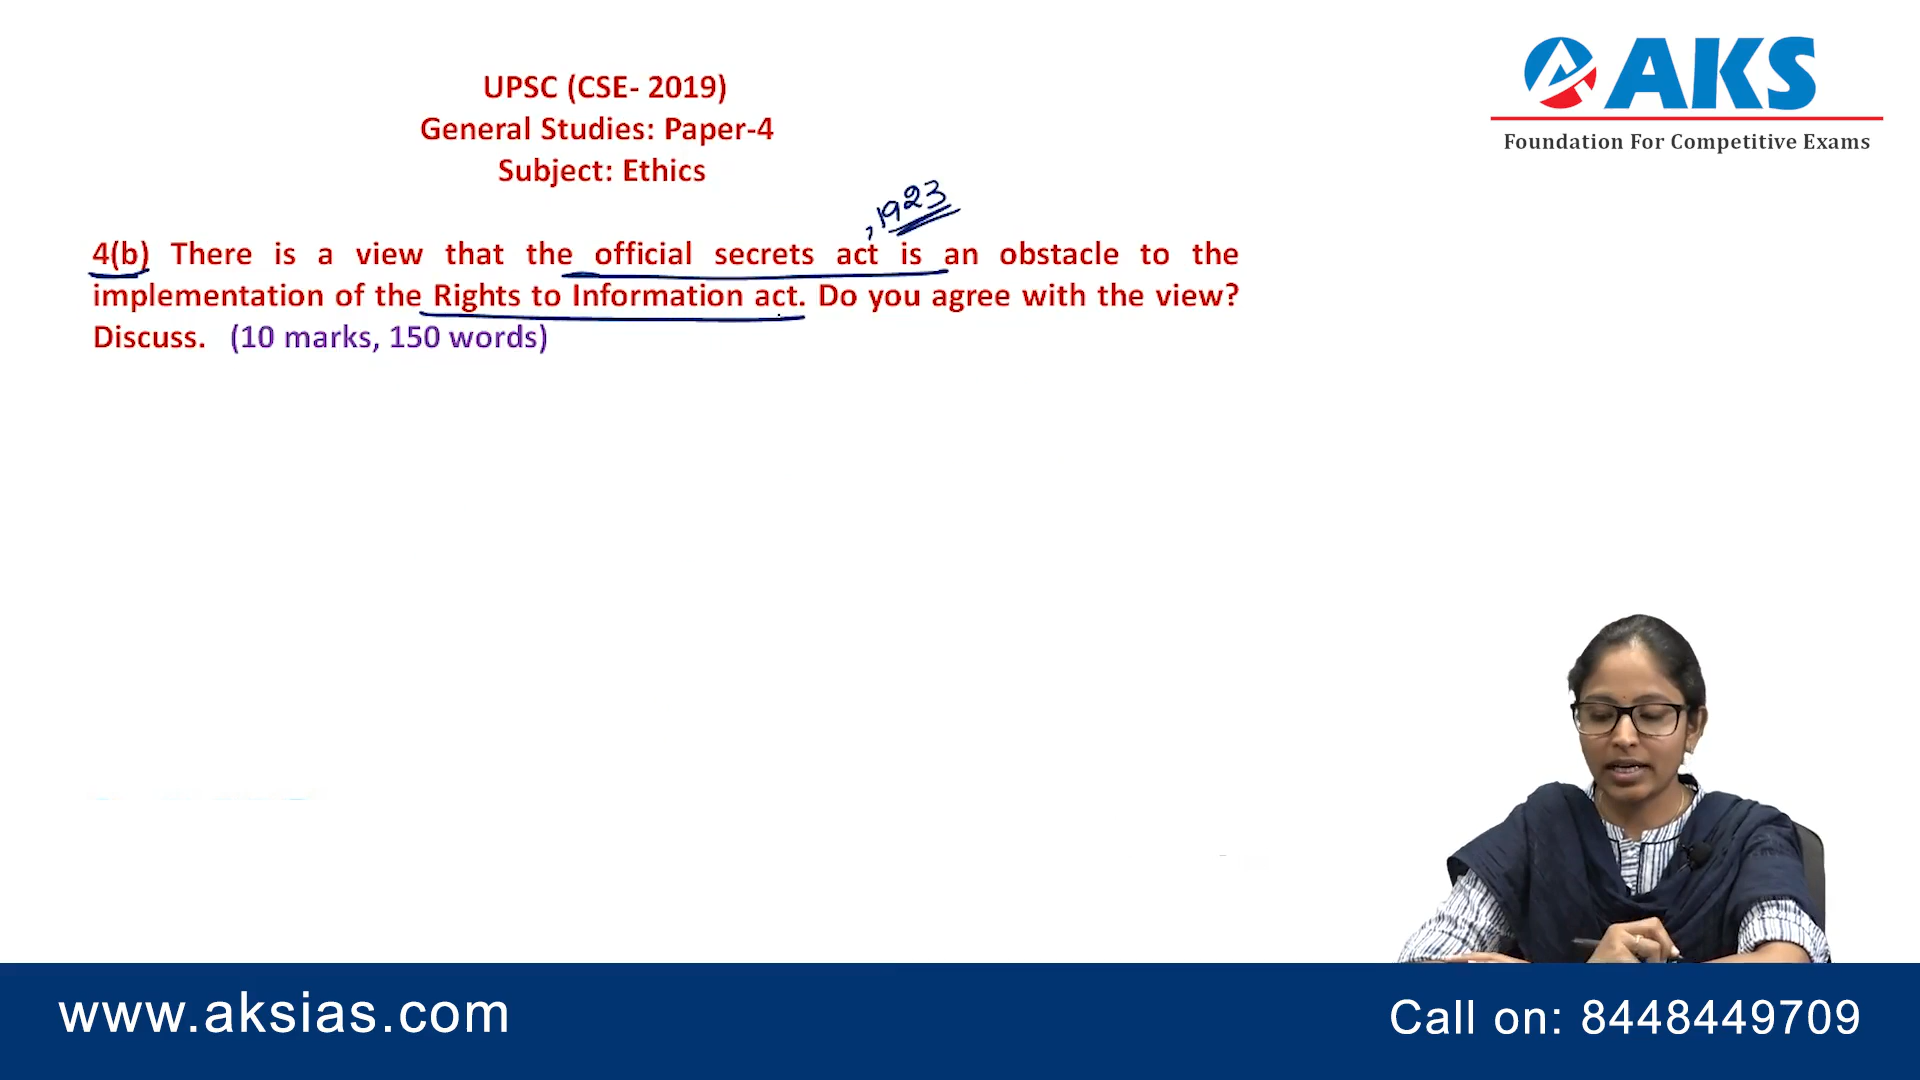 UPSC (CSE- 2019)
General Studies: Paper-4
Subject: Ethics
AKS
Foundation For Competitive Exams
, 1923
4(b) There is a view that the official secrets act is an obstacle to the
implementation of the Rights to Information act. Do you agree with the view?
Discuss. (10 marks, 150 words)
www.aksias.com
Call on: 8448449709